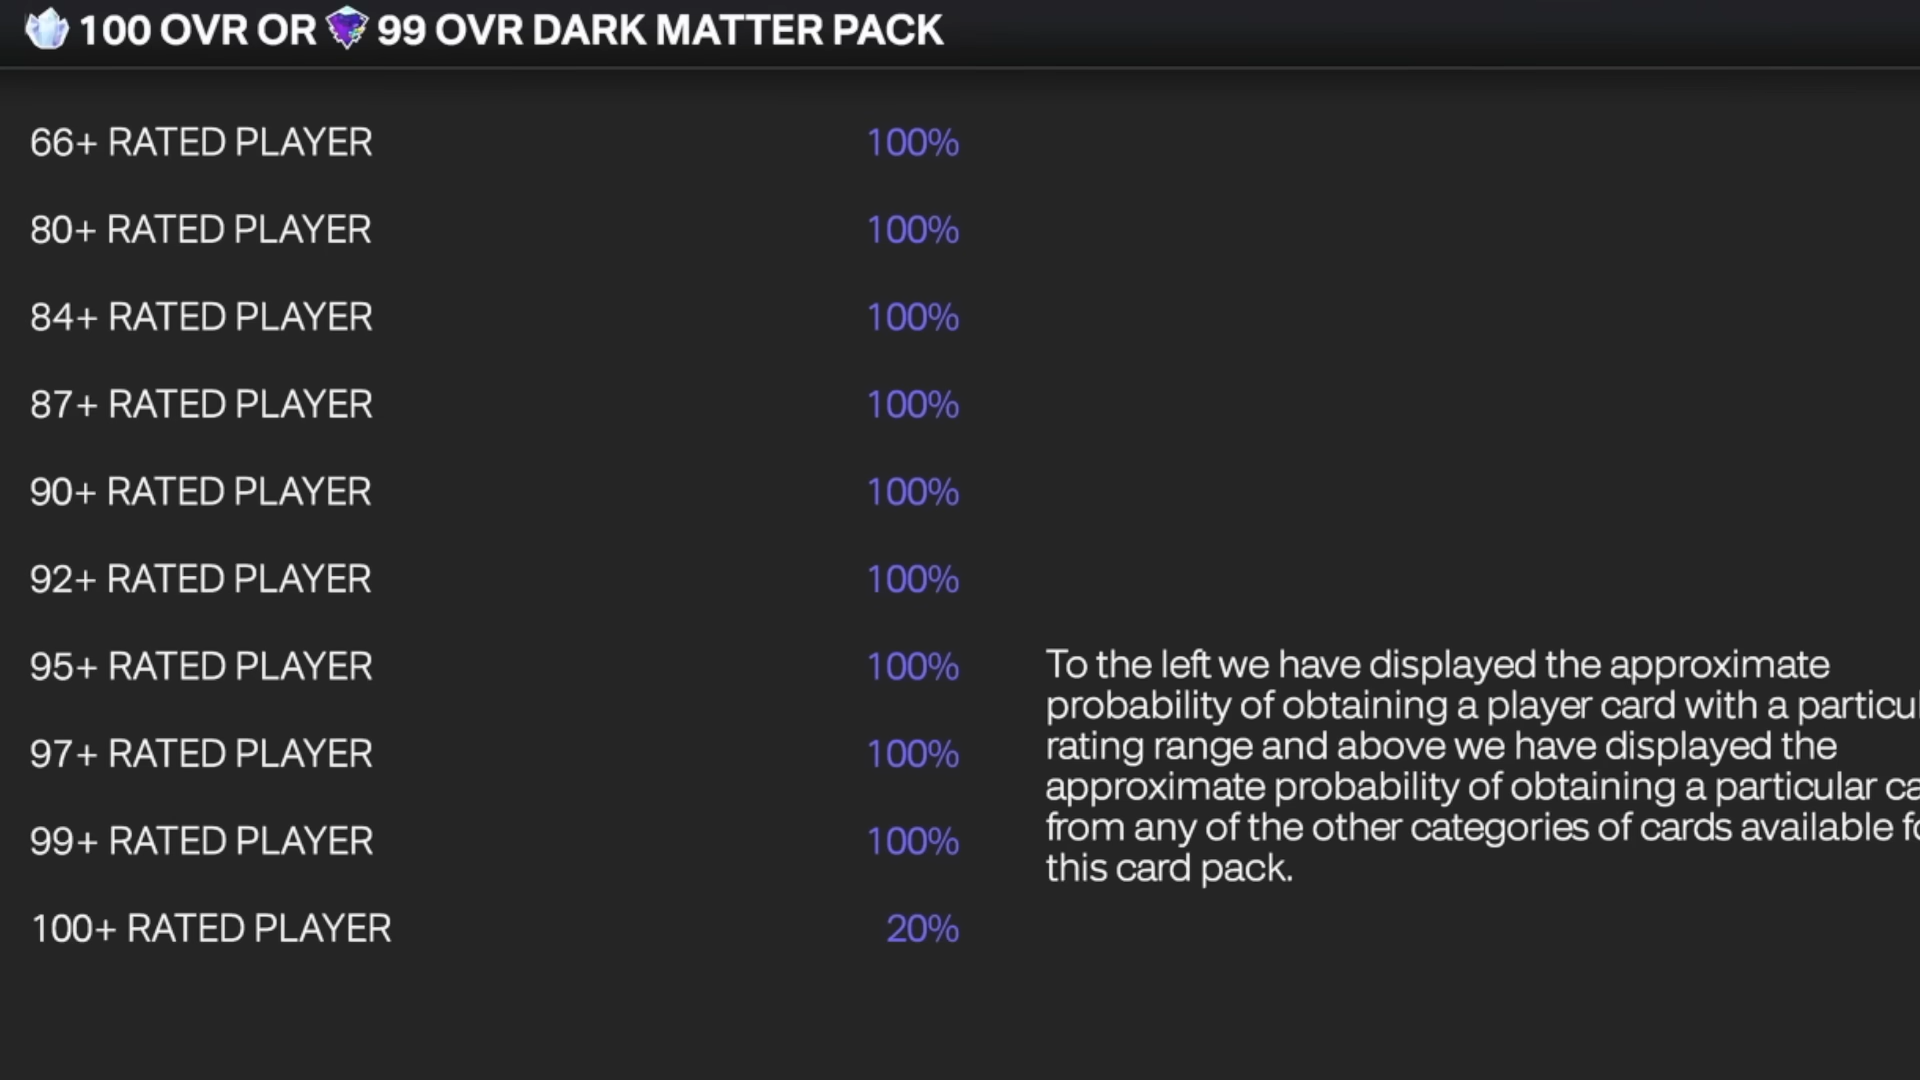 100 OVR OR 99 OVR DARK MATTER PACK
66+ RATED PLAYER 100%
80+ RATED PLAYER 100%
84+ RATED PLAYER 100%
87+ RATED PLAYER 100%
90+ RATED PLAYER 100%
92+ RATED PLAYER 100%
95+ RATED PLAYER 100%
97+ RATED PLAYER 100%
99+ RATED PLAYER 100%
100+ RATED PLAYER 20%
To the left we have displayed the approximate
probability of obtaining a player card with a
rating range and above we have displayed the
approximate probability of obtaining a particular
from any of the other categories of cards available
this card pack.